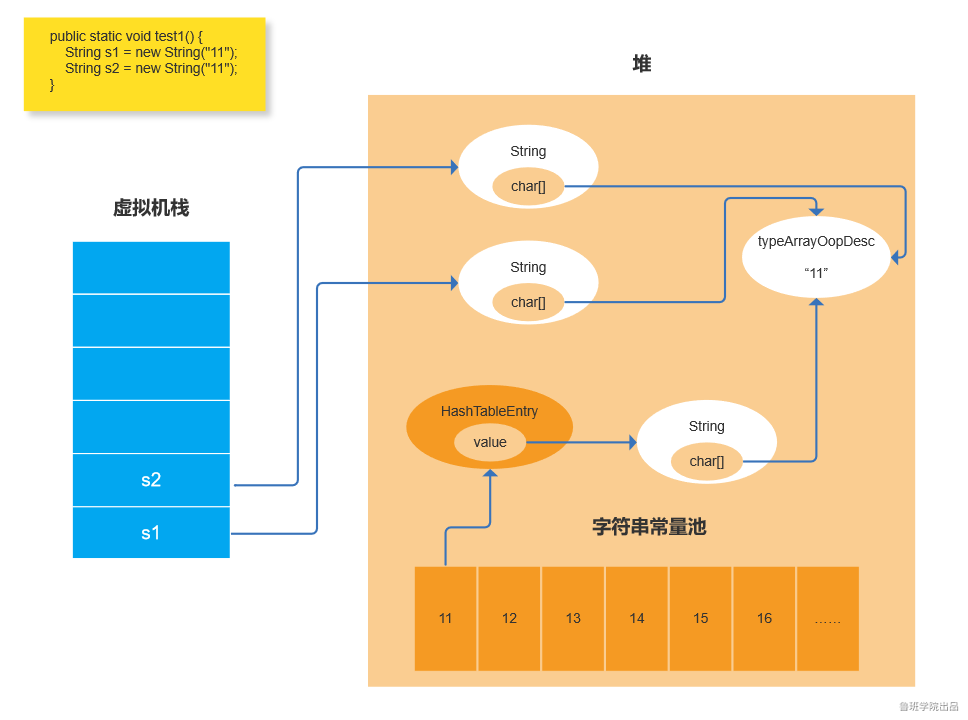 public static void test1() {
String s1 = new String("11");
String s2 = new String("11");
}
堆
虚拟机栈
s2
s1
String
char[]
String
char[]
typeArrayOopDesc
“11”
HashTableEntry
value
String
char[]
字符串常量池
11 12 13 14 15 16 ……
鲁班学院出品